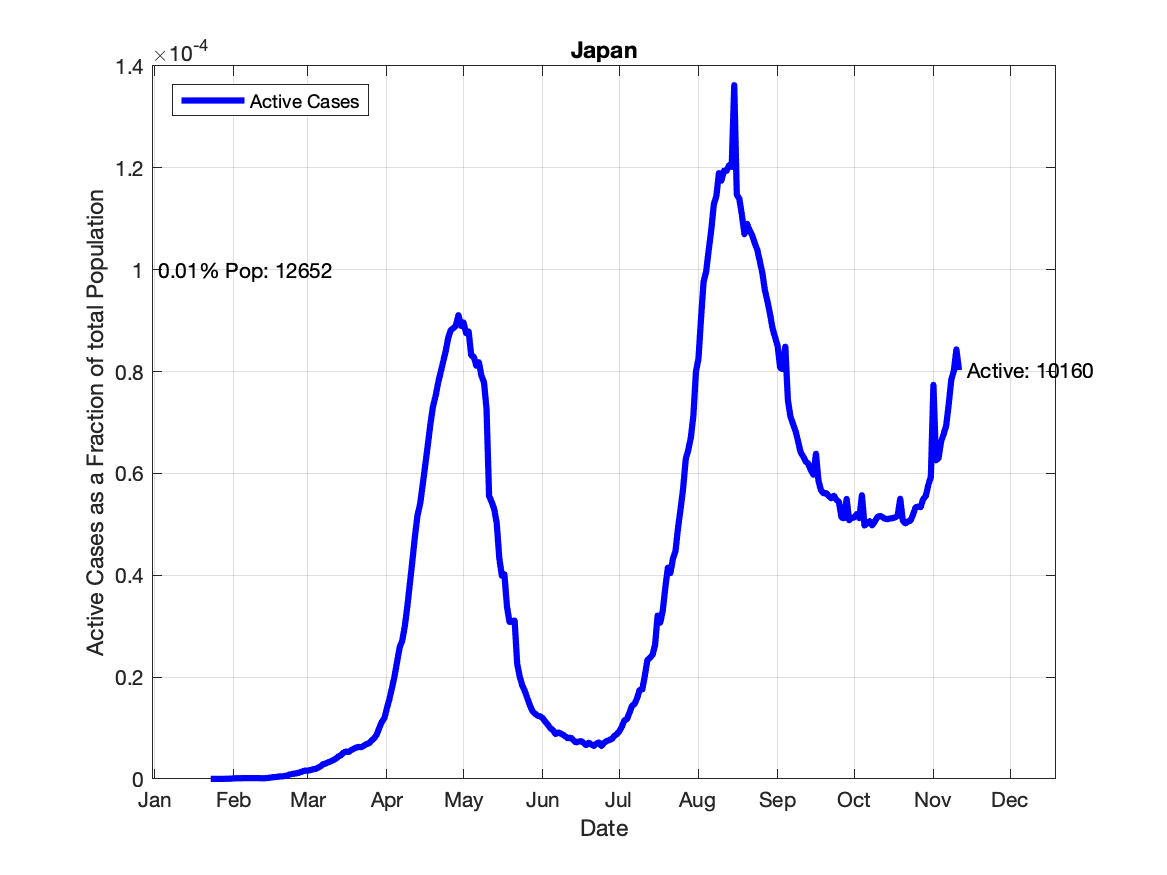 Japan
×10-4
Active Cases
1.4
1.2
1
0.8
0.6
0.4
0.2
0
0.01% Pop: 12652
Active: 10160
Active Cases as a Fraction of total Population
Jan Feb Mar Apr May Jun Jul Aug Sep Oct Nov Dec
Date